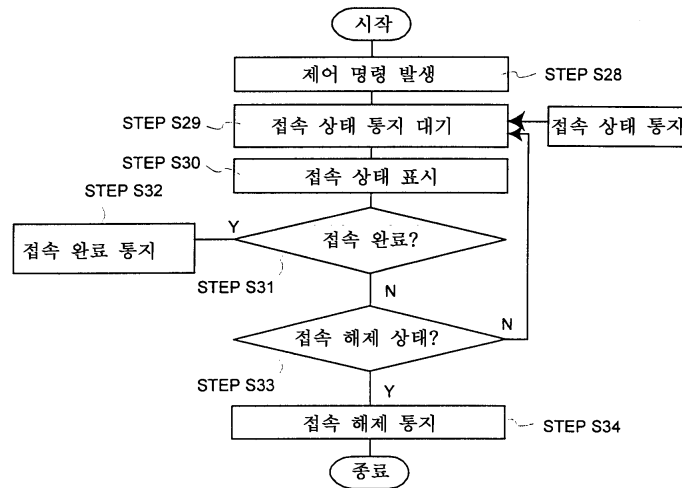 시작
제어 명령 발생
STEP S28
STEP S29
접속 상태 통지 대기
접속 상태 통지
STEP S30
접속 상태 표시
STEP S32
접속 완료 통지
Y
접속 완료?
STEP S31
N
접속 해제 상태?
N
STEP S33
Y
접속 해제 통지
STEP S34
종료